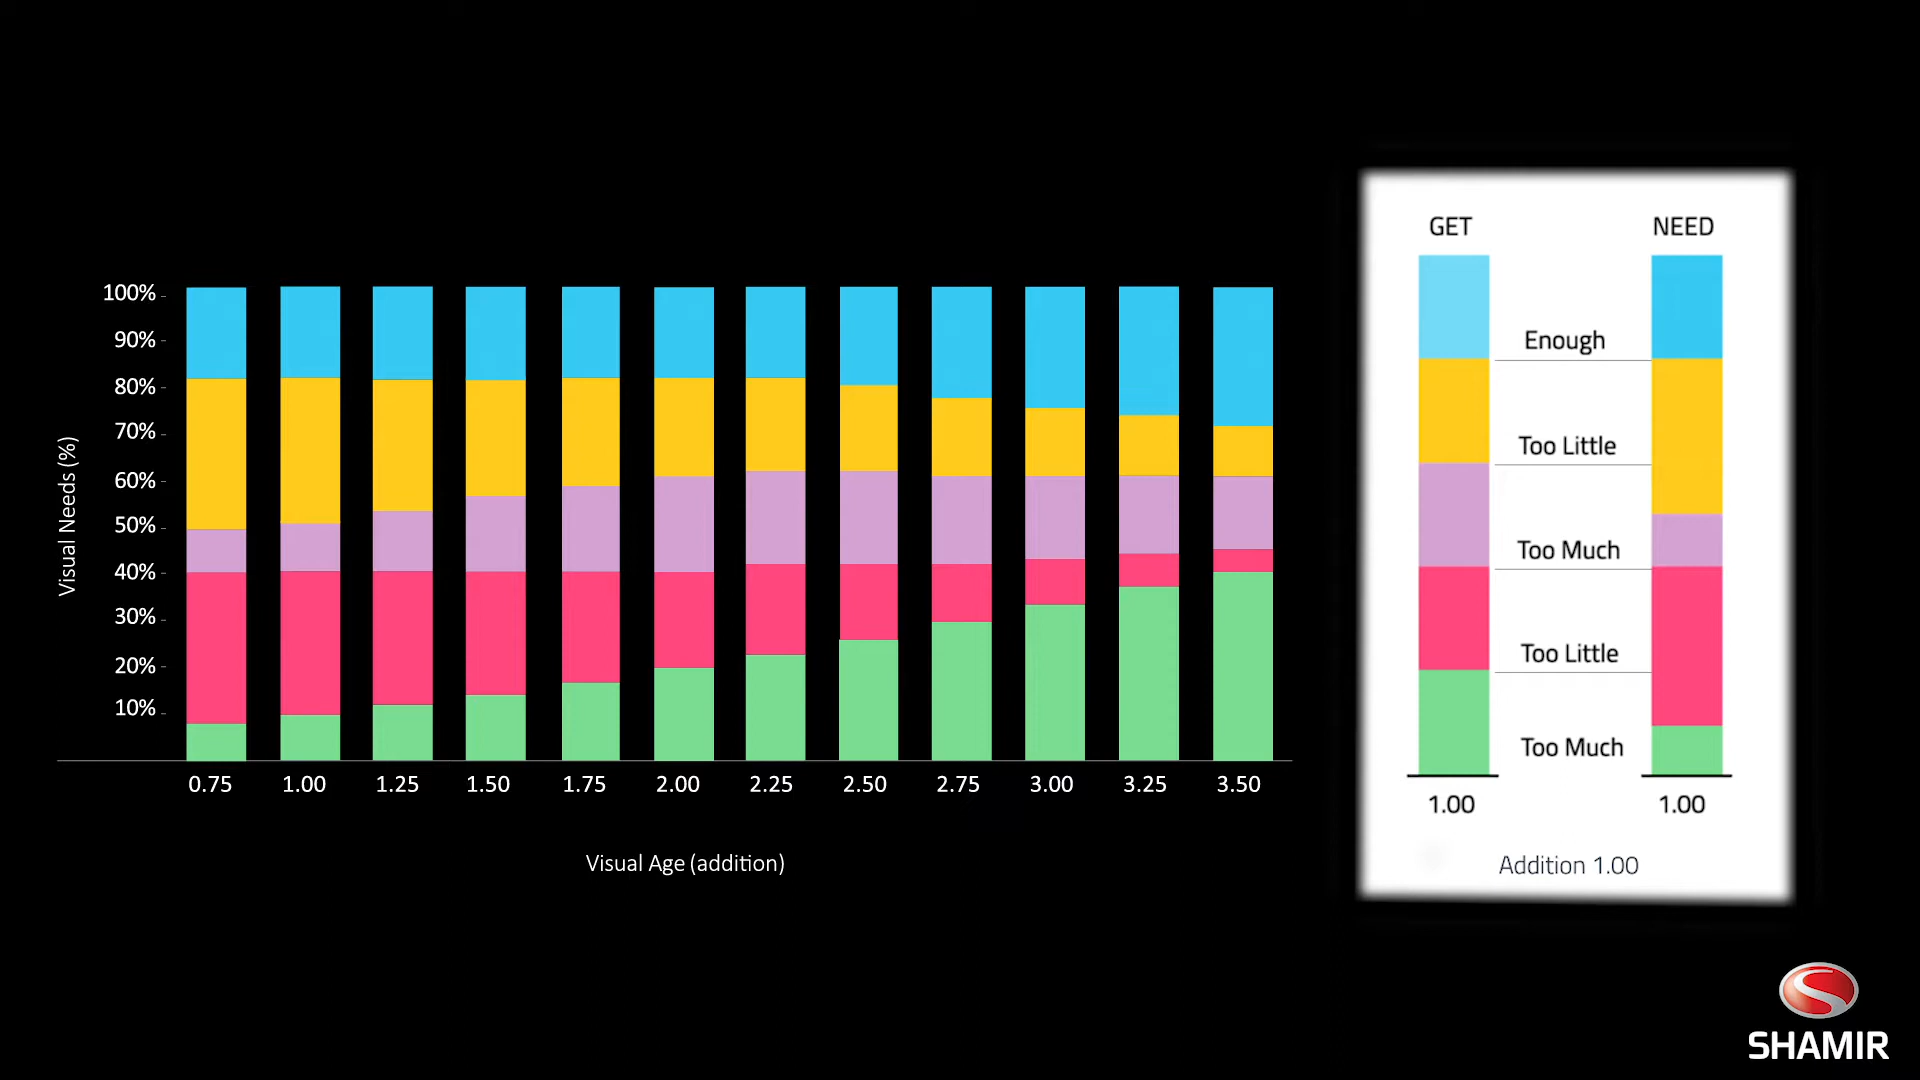 100%
90%
80%
70%
60%
50%
40%
30%
20%
10%
Visual Needs (%)
0.75 1.00 1.25 1.50 1.75 2.00 2.25 2.50 2.75 3.00 3.25 3.50
Visual Age (addition)
GET NEED
Enough
Too Little
Too Much
Too Little
Too Much
1.00 1.00
Addition 1.00
SHAMIR